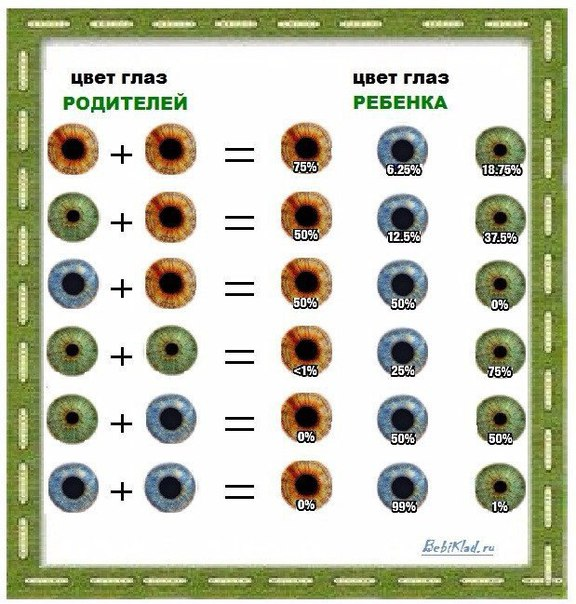 цвет глаз цвет глаз
РОДИТЕЛЕЙ РЕБЕНКА
+ = 75% 6.25% 18.75%
+ = 50% 12.5% 37.5%
+ = 50% 50% 0%
+ = <1% 25% 75%
+ = 0% 50% 50%
+ = 0% 99% 1%
BebiKlad.ru